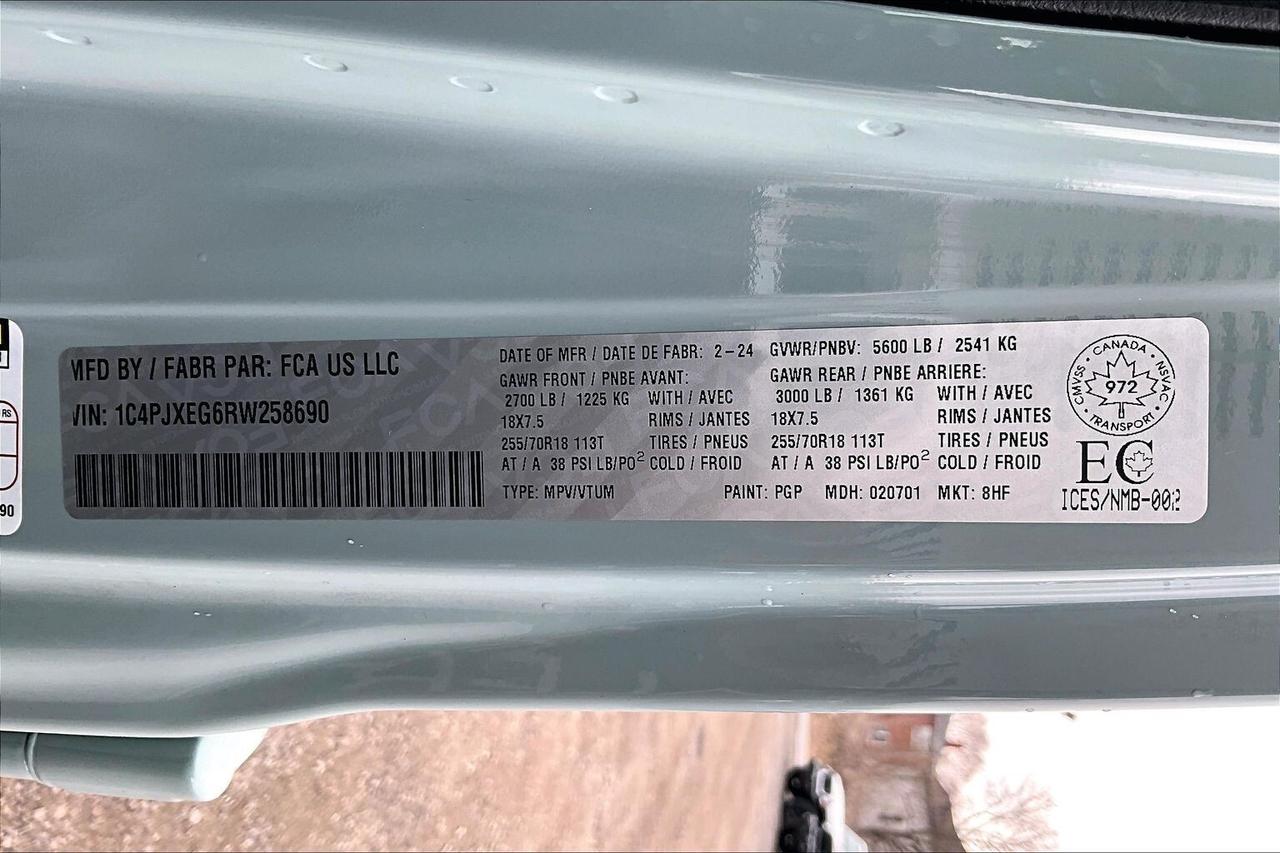 MFD BY / FABR PAR: FCA US LLC
VIN: 1C4PJXEG6RW258690
DATE OF MFR / DATE DE FABR: 2-24
GVWR/PNBV: 5600 LB / 2541 KG
GAWR FRONT / PNBE AVANT:
2700 LB / 1225 KG WITH / AVEC
18X7.5 RIMS / JANTES
255/70R18 113T TIRES / PNEUS
AT / A 38 PSI LB/PO² COLD / FROID
GAWR REAR / PNBE ARRIERE:
3000 LB / 1361 KG WITH / AVEC
18X7.5 RIMS / JANTES
255/70R18 113T TIRES / PNEUS
AT / A 38 PSI LB/PO² COLD / FROID
TYPE: MPV/VTUM PAINT: PGP MDH: 020701 MKT: 8HF
CANADA
CMVSS · NSVAC
972
TRANSPORT
EC
ICES/NMB-002
RS
90